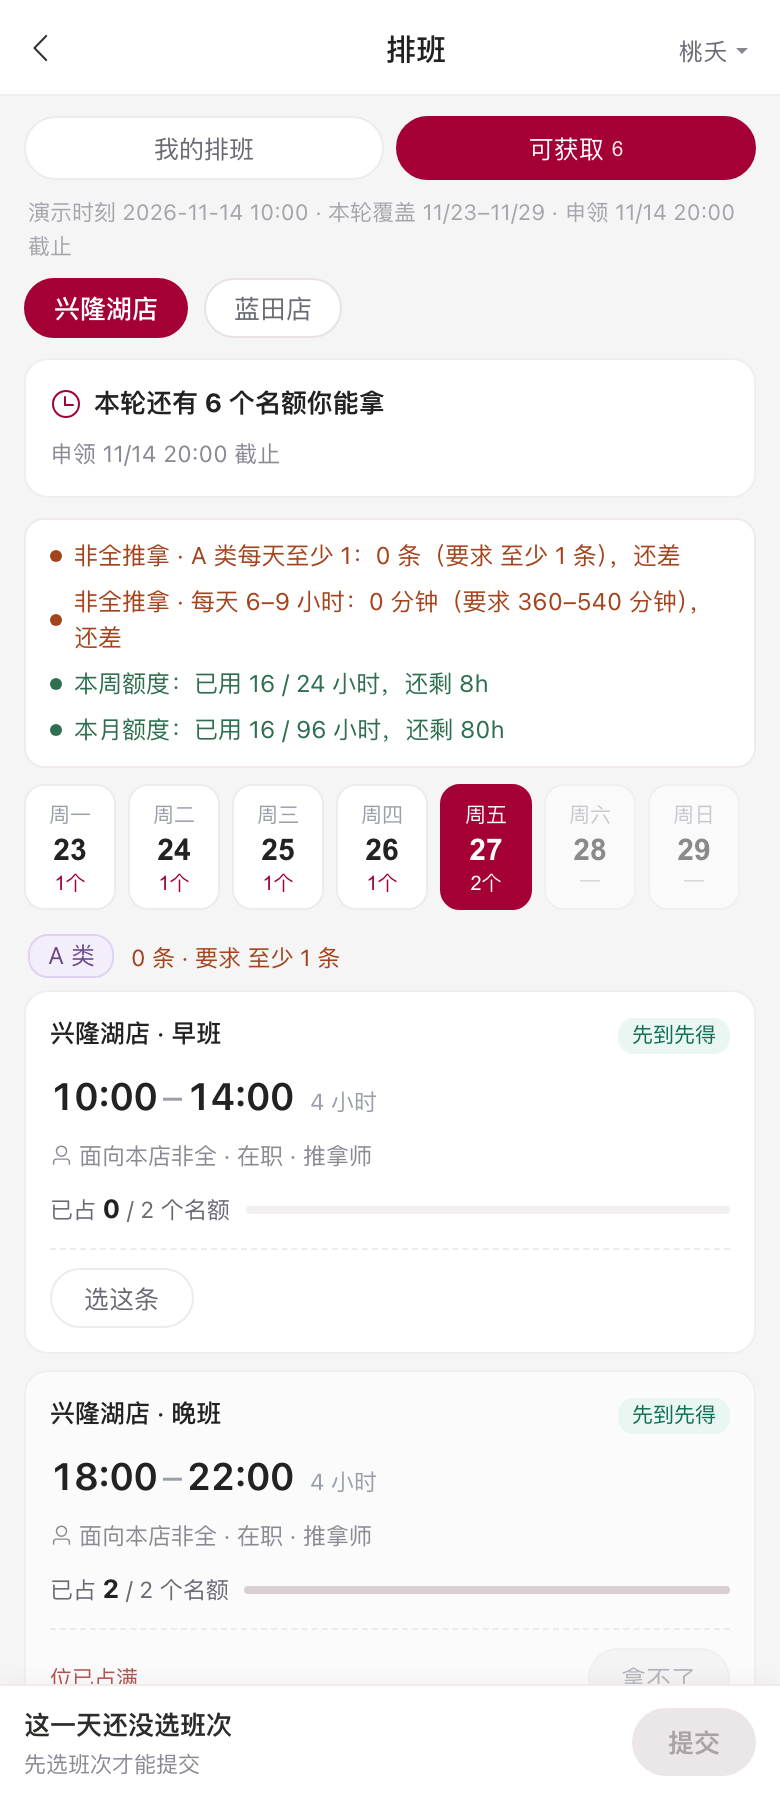 排班
桃夭
我的排班
可获取 6
演示时刻 2026-11-14 10:00 · 本轮覆盖 11/23–11/29 · 申领 11/14 20:00
截止
兴隆湖店
蓝田店
本轮还有 6 个名额你能拿
申领 11/14 20:00 截止
非全推拿 · A 类每天至少 1：0 条（要求 至少 1 条），还差
非全推拿 · 每天 6–9 小时：0 分钟（要求 360–540 分钟），
还差
本周额度：已用 16 / 24 小时，还剩 8h
本月额度：已用 16 / 96 小时，还剩 80h
周一 周二 周三 周四 周五 周六 周日
23 24 25 26 27 28 29
1个 1个 1个 1个 2个 — —
A 类
0 条 · 要求 至少 1 条
兴隆湖店 · 早班
先到先得
10:00–14:00 4 小时
面向本店非全 · 在职 · 推拿师
已占 0 / 2 个名额
选这条
兴隆湖店 · 晚班
先到先得
18:00–22:00 4 小时
面向本店非全 · 在职 · 推拿师
已占 2 / 2 个名额
位已占满
拿不了
这一天还没选班次
先选班次才能提交
提交